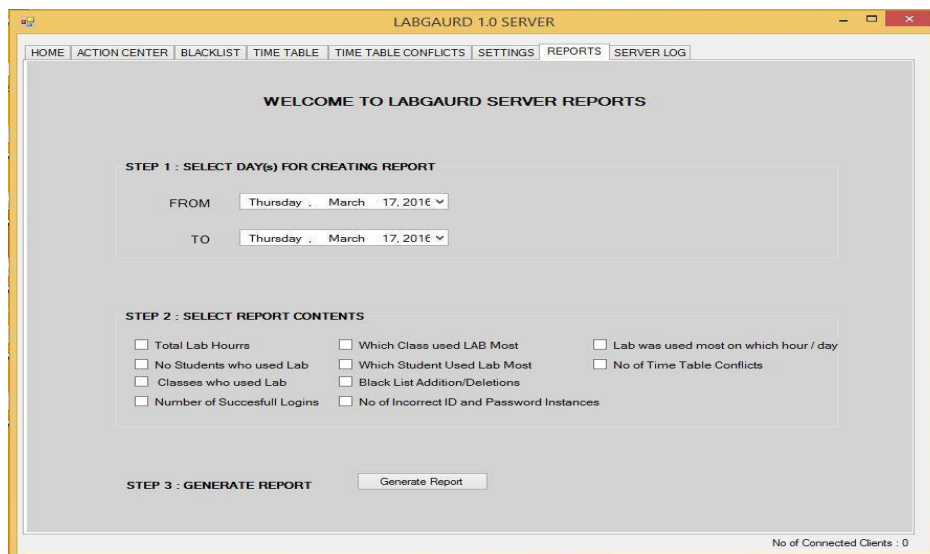 LABGAURD 1.0 SERVER
HOME ACTION CENTER BLACKLIST TIME TABLE TIME TABLE CONFLICTS SETTINGS REPORTS SERVER LOG
WELCOME TO LABGAURD SERVER REPORTS
STEP 1 : SELECT DAY(s) FOR CREATING REPORT
FROM Thursday , March 17, 2016
TO Thursday , March 17, 2016
STEP 2 : SELECT REPORT CONTENTS
Total Lab Hourrs Which Class used LAB Most Lab was used most on which hour / day
No Students who used Lab Which Student Used Lab Most No of Time Table Conflicts
Classes who used Lab Black List Addition/Deletions
Number of Succesfull Logins No of Incorrect ID and Password Instances
STEP 3 : GENERATE REPORT Generate Report
No of Connected Clients : 0